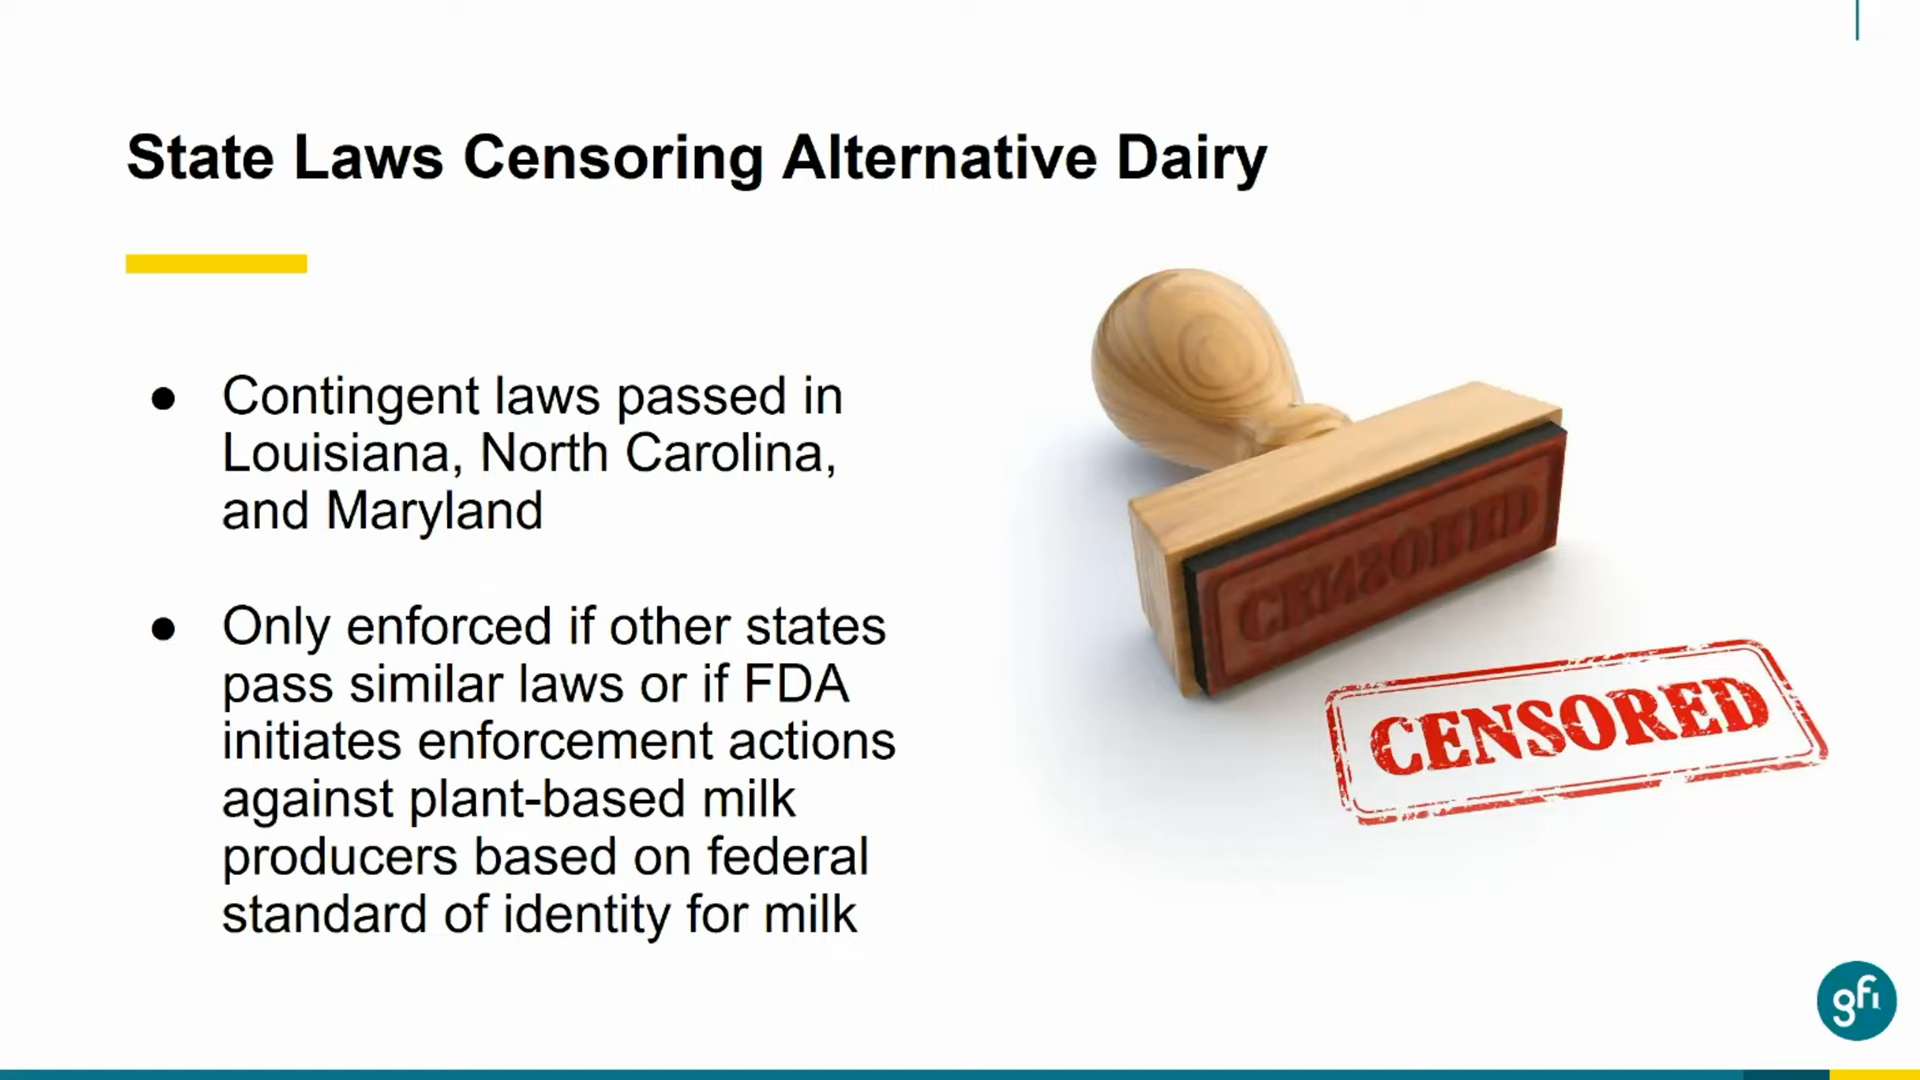 State Laws Censoring Alternative Dairy
● Contingent laws passed in
Louisiana, North Carolina,
and Maryland
● Only enforced if other states
pass similar laws or if FDA
initiates enforcement actions
against plant-based milk
producers based on federal
standard of identity for milk
CENSORED
CENSORED
gfi